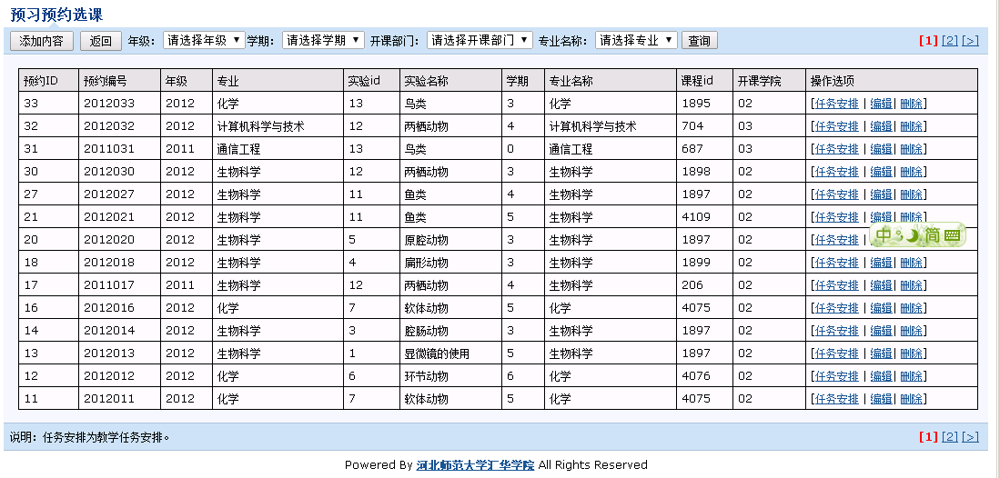 预习预约选课
添加内容 返回 年级： 请选择年级 ▼ 学期： 请选择学期 ▼ 开课部门： 请选择开课部门 ▼ 专业名称： 请选择专业 ▼ 查询 [1] [2] [>]
预约ID 预约编号 年级 专业 实验id 实验名称 学期 专业名称 课程id 开课学院 操作选项
33 2012033 2012 化学 13 鸟类 3 化学 1895 02 [任务安排 | 编辑| 删除]
32 2012032 2012 计算机科学与技术 12 两栖动物 4 计算机科学与技术 704 03 [任务安排 | 编辑| 删除]
31 2011031 2011 通信工程 13 鸟类 0 通信工程 687 03 [任务安排 | 编辑| 删除]
30 2012030 2012 生物科学 12 两栖动物 3 生物科学 1898 02 [任务安排 | 编辑| 删除]
27 2012027 2012 生物科学 11 鱼类 4 生物科学 1897 02 [任务安排 | 编辑| 删除]
21 2012021 2012 生物科学 11 鱼类 5 生物科学 4109 02 [任务安排 | 编辑| 删除]
20 2012020 2012 生物科学 5 原腔动物 3 生物科学 1897 02 [任务安排 | 中 简
18 2012018 2012 生物科学 4 扁形动物 3 生物科学 1899 02 [任务安排 | 编辑| 删除]
17 2011017 2011 生物科学 12 两栖动物 4 生物科学 206 02 [任务安排 | 编辑| 删除]
16 2012016 2012 化学 7 软体动物 5 化学 4075 02 [任务安排 | 编辑| 删除]
14 2012014 2012 生物科学 3 腔肠动物 3 生物科学 1897 02 [任务安排 | 编辑| 删除]
13 2012013 2012 生物科学 1 显微镜的使用 5 生物科学 1897 02 [任务安排 | 编辑| 删除]
12 2012012 2012 化学 6 环节动物 6 化学 4076 02 [任务安排 | 编辑| 删除]
11 2012011 2012 化学 7 软体动物 5 化学 4075 02 [任务安排 | 编辑| 删除]
说明：任务安排为教学任务安排。 [1] [2] [>]
Powered By 河北师范大学汇华学院 All Rights Reserved